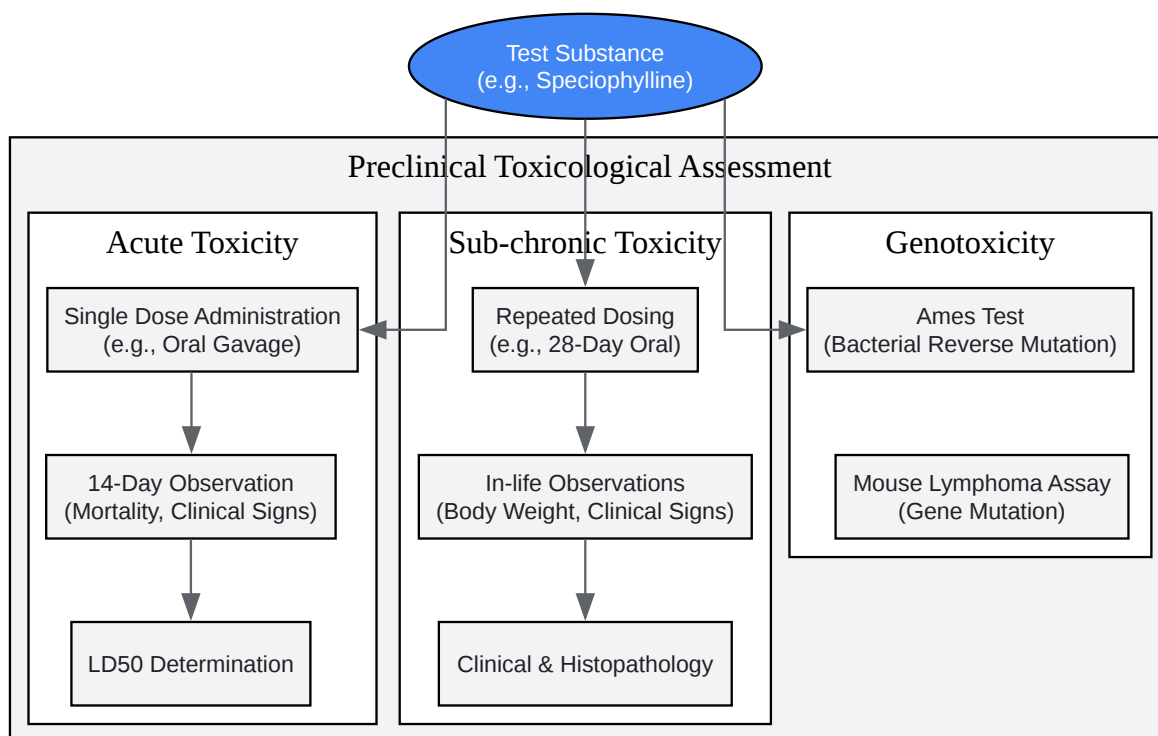 Test Substance
(e.g., Speciophylline)
Preclinical Toxicological Assessment
Acute Toxicity
Single Dose Administration
(e.g., Oral Gavage)
14-Day Observation
(Mortality, Clinical Signs)
LD50 Determination
Sub-chronic Toxicity
Repeated Dosing
(e.g., 28-Day Oral)
In-life Observations
(Body Weight, Clinical Signs)
Clinical & Histopathology
Genotoxicity
Ames Test
(Bacterial Reverse Mutation)
Mouse Lymphoma Assay
(Gene Mutation)